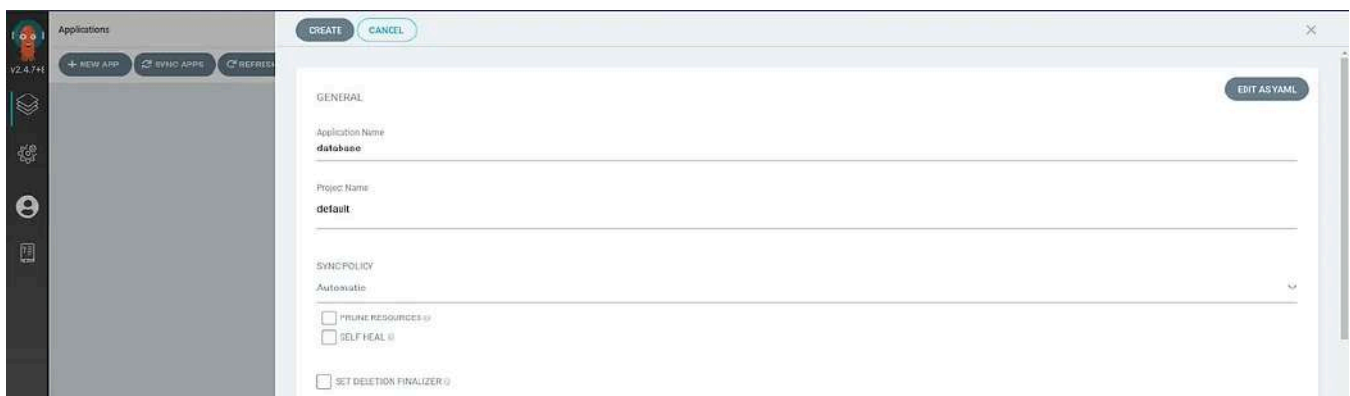 Applications
CREATE
CANCEL
v2.4.7+
NEW APP
SYNC APPS
REFRESH
EDIT AS YAML
GENERAL
Application Name
database
Project Name
default
SYNC POLICY
Automatic
PRUNE RESOURCES
SELF HEAL
SET DELETION FINALIZER